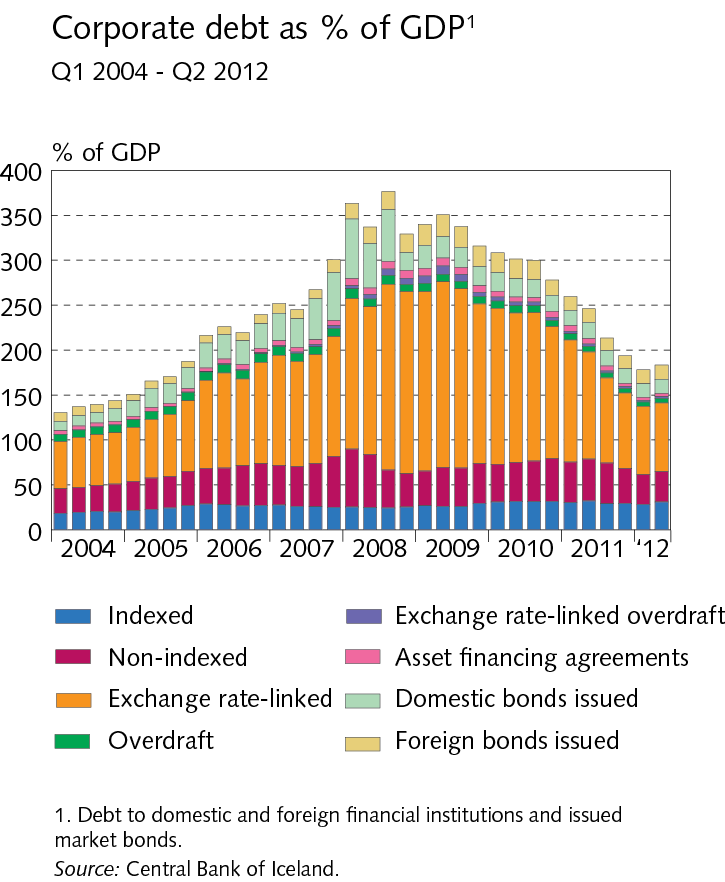 Corporate debt as % of GDP¹
Q1 2004 - Q2 2012
% of GDP
400
350
300
250
200
150
100
50
0
2004 2005 2006 2007 2008 2009 2010 2011 '12
Indexed
Non-indexed
Exchange rate-linked
Overdraft
Exchange rate-linked overdraft
Asset financing agreements
Domestic bonds issued
Foreign bonds issued
1. Debt to domestic and foreign financial institutions and issued
market bonds.
Source: Central Bank of Iceland.